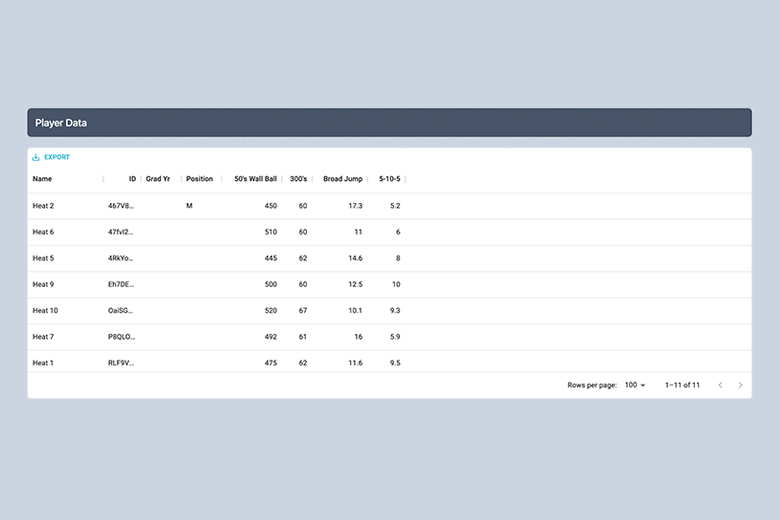 Player Data
EXPORT
Name ID Grad Yr Position 50's Wall Ball 300's Broad Jump 5-10-5
Heat 2 467V8... M 450 60 17.3 5.2
Heat 6 47fvI2... 510 60 11 6
Heat 5 4RkYo... 445 62 14.6 8
Heat 9 Eh7DE... 500 60 12.5 10
Heat 10 OaiSG... 520 67 10.1 9.3
Heat 7 P8QLO... 492 61 16 5.9
Heat 1 RLF9V... 475 62 11.6 9.5
Rows per page: 100 1–11 of 11